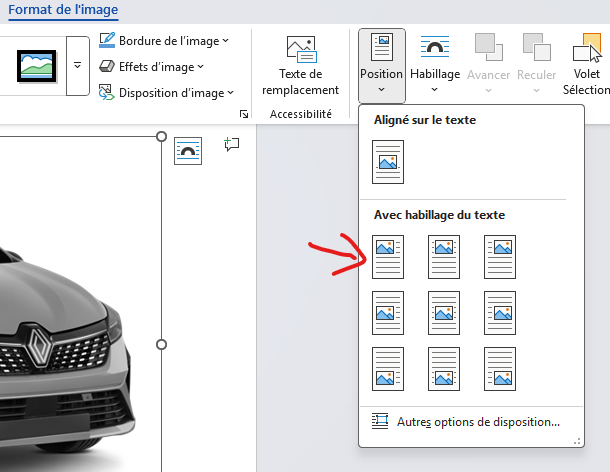 Format de l'image
Bordure de l'image
Effets d'image
Disposition d'image
Texte de
remplacement
Accessibilité
Position
Habillage
Avancer
Reculer
Volet
Sélection
Aligné sur le texte
Avec habillage du texte
Autres options de disposition...